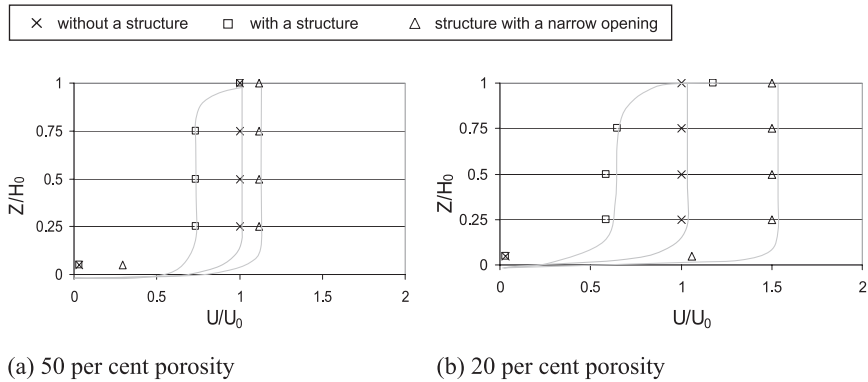 × without a structure □ with a structure △ structure with a narrow opening
Z/H0
1
0.75
0.5
0.25
0
0 0.5 1 1.5 2
U/U0
Z/H0
1
0.75
0.5
0.25
0
0 0.5 1 1.5 2
U/U0
(a) 50 per cent porosity
(b) 20 per cent porosity